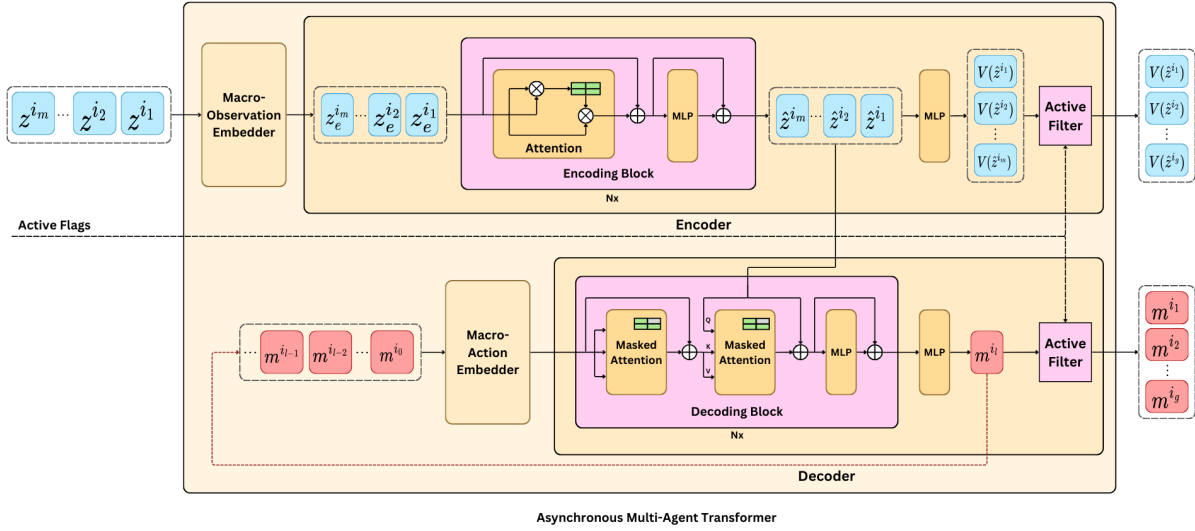 z^{i_m} ... z^{i_2} z^{i_1}
Macro-
Observation
Embedder
z_e^{i_m} ... z_e^{i_2} z_e^{i_1}
Attention
MLP
Encoding Block
Nx
ẑ^{i_m} ... ẑ^{i_2} ẑ^{i_1}
MLP
V(ẑ^{i_1})
V(ẑ^{i_2})
⋮
V(ẑ^{i_m})
Active
Filter
V(ẑ^{i_1})
V(ẑ^{i_2})
⋮
V(ẑ^{i_g})
Encoder
Active Flags
... m^{i_{l-1}} m^{i_{l-2}} ... m^{i_0}
Macro-
Action
Embedder
Masked
Attention
Q
K
V
Masked
Attention
MLP
Decoding Block
Nx
MLP
m^{i_l}
Active
Filter
m^{i_1}
m^{i_2}
⋮
m^{i_g}
Decoder
Asynchronous Multi-Agent Transformer